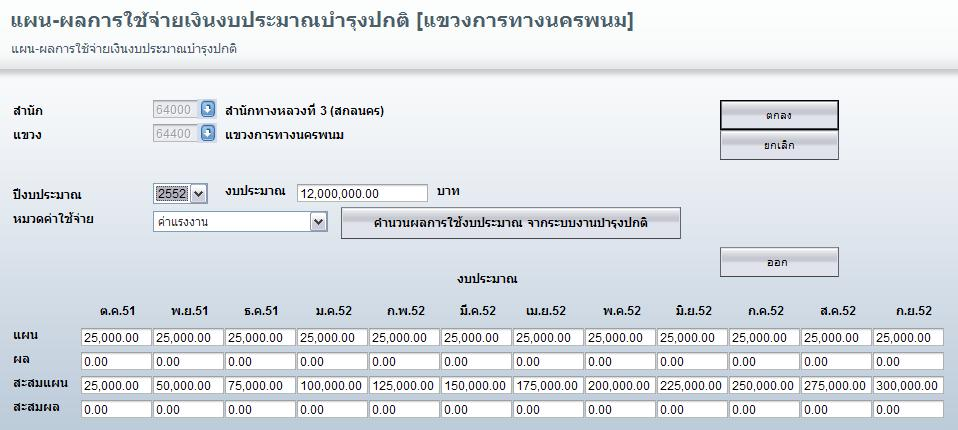 แผน-ผลการใช้จ่ายเงินงบประมาณบำรุงปกติ [แขวงการทางนครพนม]
แผน-ผลการใช้จ่ายเงินงบประมาณบำรุงปกติ
สำนัก 64000 สำนักทางหลวงที่ 3 (สกลนคร)
ตกลง
แขวง 64400 แขวงการทางนครพนม
ยกเลิก
ปีงบประมาณ 2552 งบประมาณ 12,000,000.00 บาท
หมวดค่าใช้จ่าย ค่าแรงงาน คำนวนผลการใช้งบประมาณ จากระบบงานบำรุงปกติ
ออก
งบประมาณ
ต.ค.51 พ.ย.51 ธ.ค.51 ม.ค.52 ก.พ.52 มี.ค.52 เม.ย.52 พ.ค.52 มิ.ย.52 ก.ค.52 ส.ค.52 ก.ย.52
แผน 25,000.00 25,000.00 25,000.00 25,000.00 25,000.00 25,000.00 25,000.00 25,000.00 25,000.00 25,000.00 25,000.00 25,000.00
ผล 0.00 0.00 0.00 0.00 0.00 0.00 0.00 0.00 0.00 0.00 0.00 0.00
สะสมแผน 25,000.00 50,000.00 75,000.00 100,000.00 125,000.00 150,000.00 175,000.00 200,000.00 225,000.00 250,000.00 275,000.00 300,000.00
สะสมผล 0.00 0.00 0.00 0.00 0.00 0.00 0.00 0.00 0.00 0.00 0.00 0.00